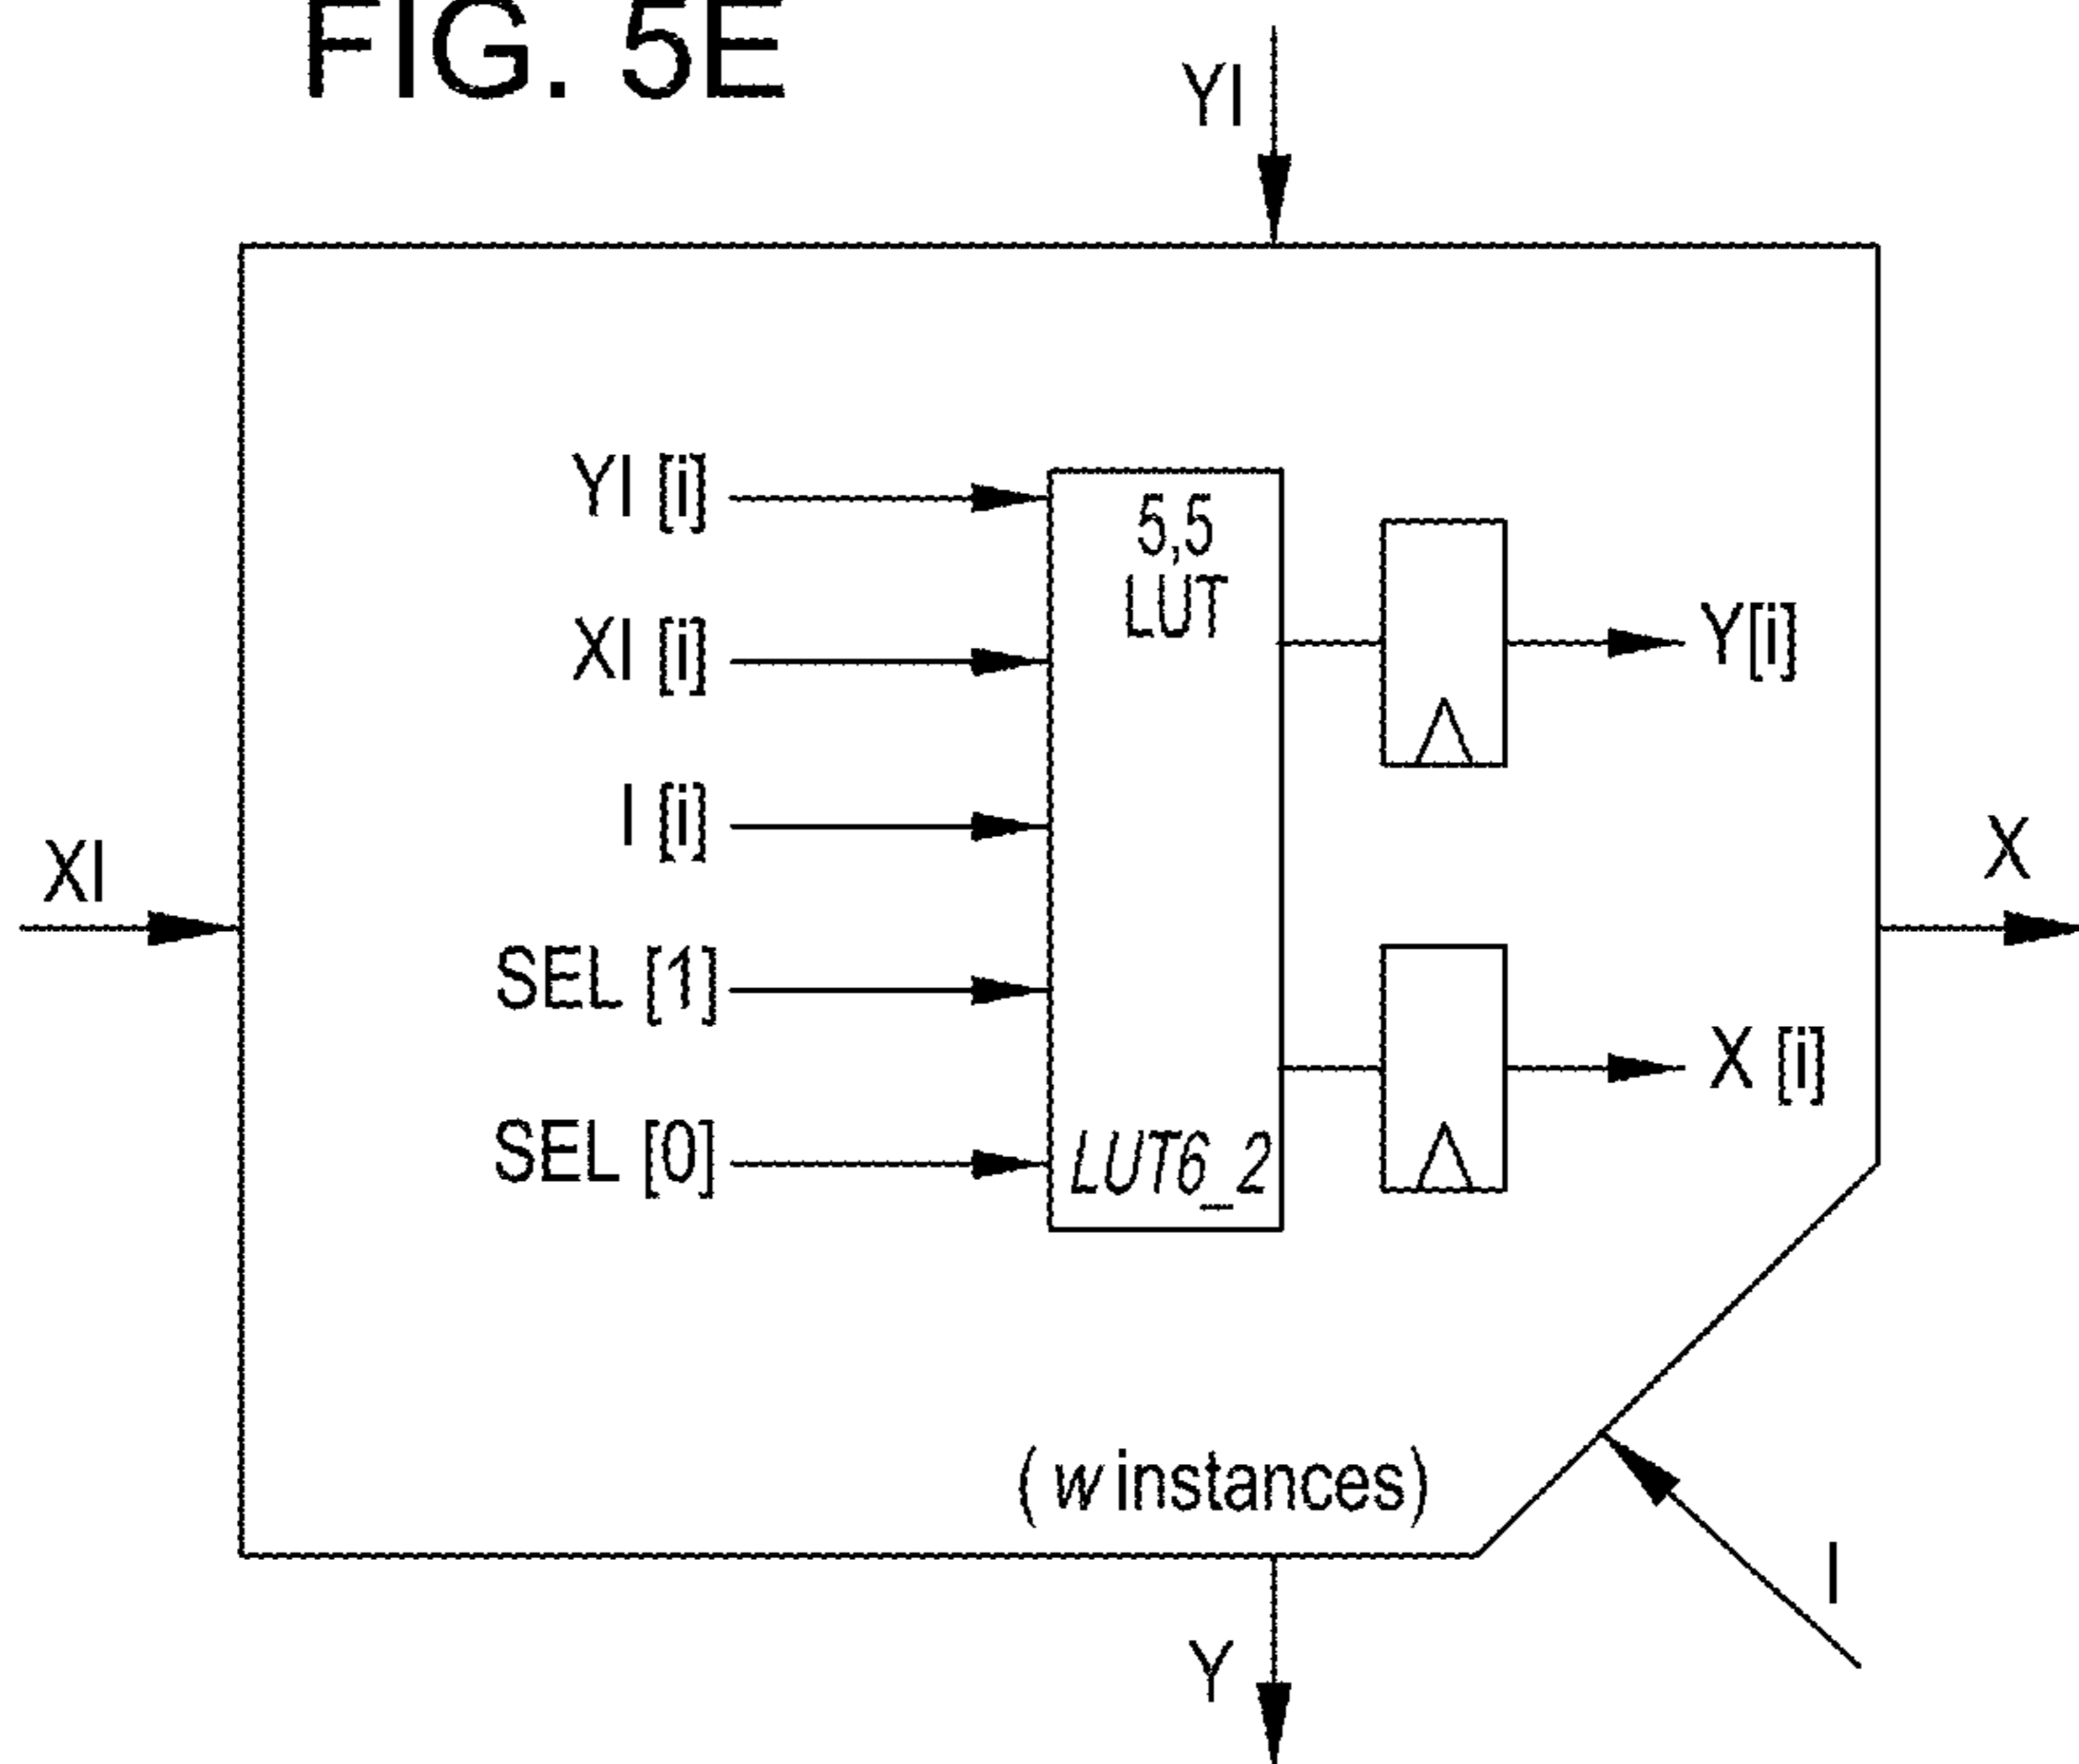 FIG. 5E
YI
YI [i]
5,5
LUT
XI [i]
Y[i]
I [i]
XI
X
SEL [1]
X [i]
SEL [0]
LUT6_2
(w instances)
I
Y